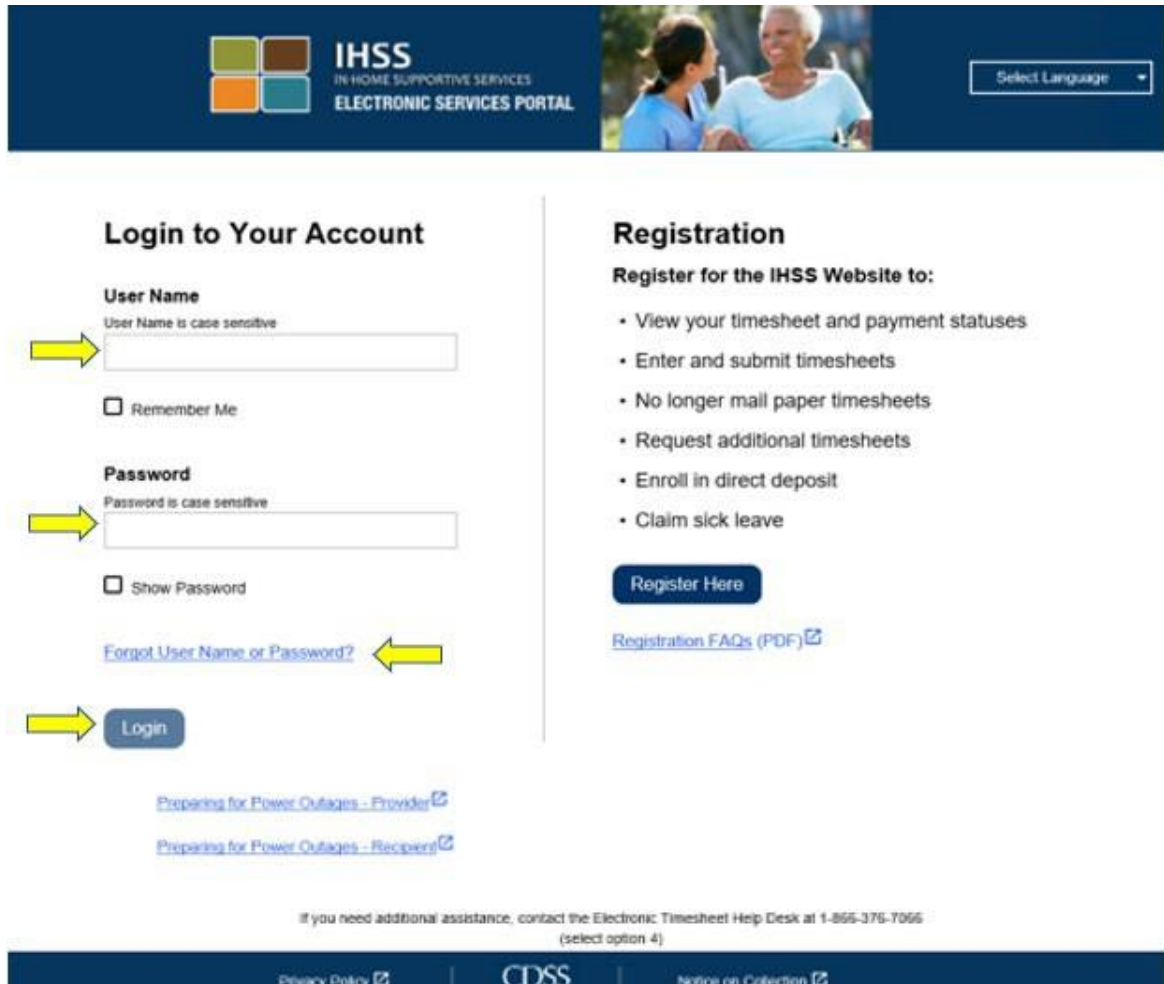 IHSS
IN-HOME SUPPORTIVE SERVICES
ELECTRONIC SERVICES PORTAL
Select Language
Login to Your Account
User Name
User Name is case sensitive
Remember Me
Password
Password is case sensitive
Show Password
Forgot User Name or Password?
Login
Preparing for Power Outages - Provider
Preparing for Power Outages - Recipient
Registration
Register for the IHSS Website to:
• View your timesheet and payment statuses
• Enter and submit timesheets
• No longer mail paper timesheets
• Request additional timesheets
• Enroll in direct deposit
• Claim sick leave
Register Here
Registration FAQs (PDF)
If you need additional assistance, contact the Electronic Timesheet Help Desk at 1-866-376-7066
(select option 4)
Privacy Policy
CDSS
Notice on Collection